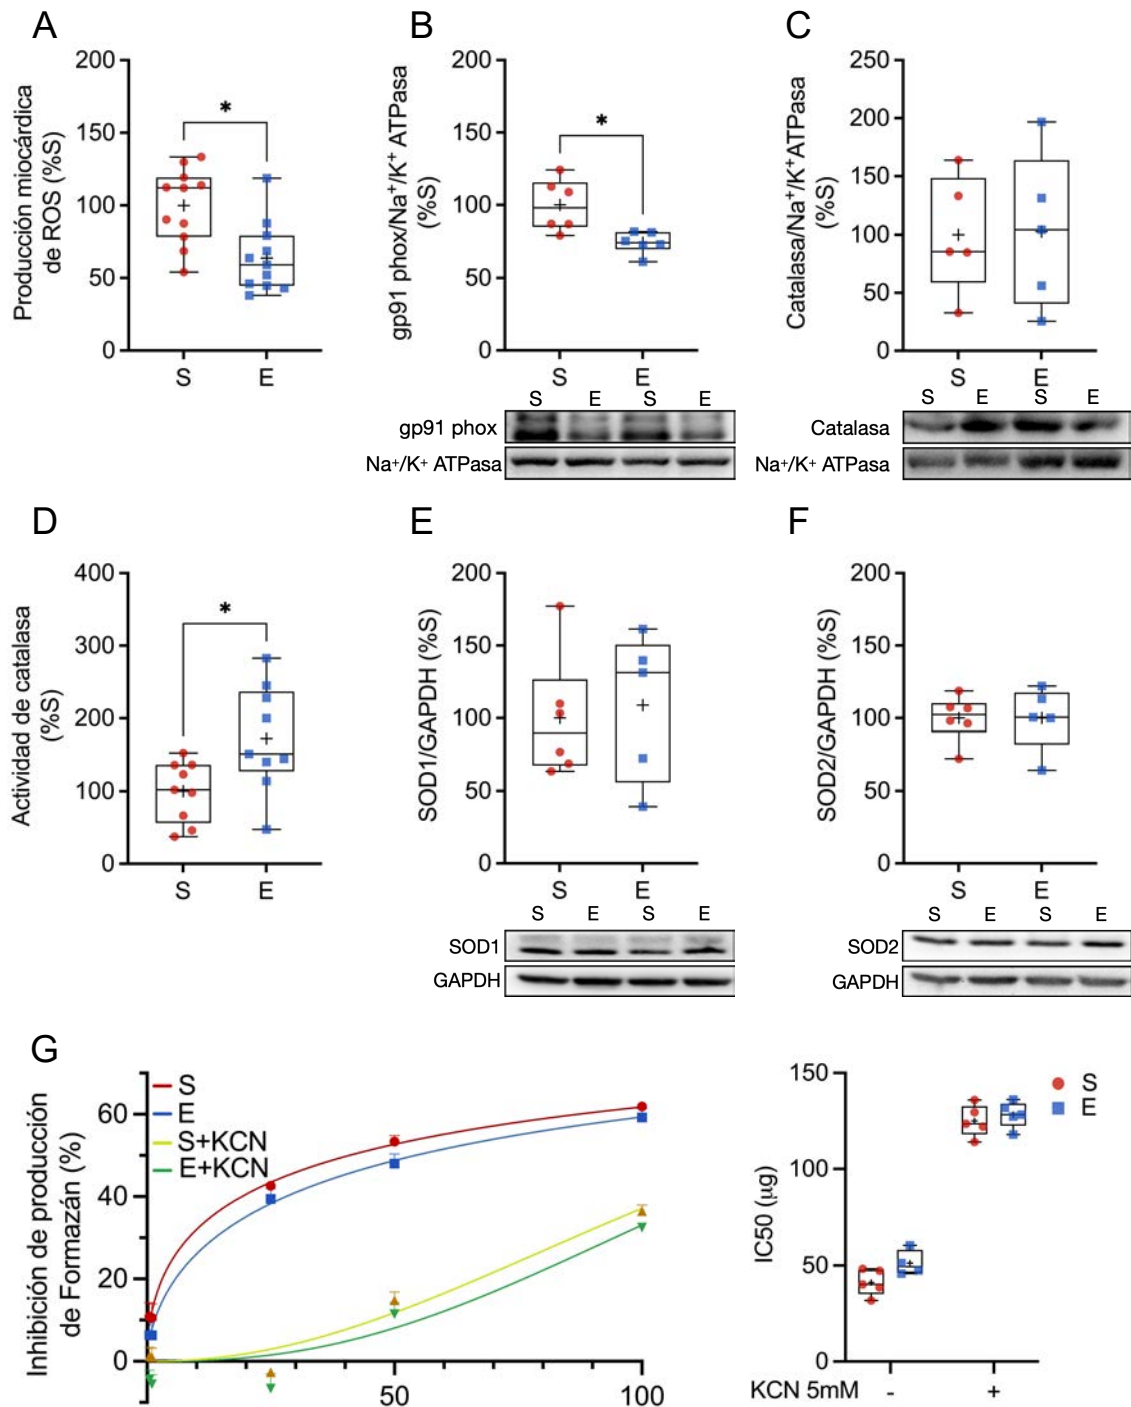 A
Producción miocárdica
de ROS (%S)
200
150
100
50
0
*
S E
B
gp91 phox/Na⁺/K⁺ ATPasa
(%S)
200
150
100
50
0
*
S E
S E S E
gp91 phox
Na+/K+ ATPasa
C
Catalasa/Na⁺/K⁺ATPasa
(%S)
250
200
150
100
50
0
S E
S E S E
Catalasa
Na+/K+ ATPasa
D
Actividad de catalasa
(%S)
400
300
200
100
0
*
S E
E
SOD1/GAPDH (%S)
200
150
100
50
0
S E
S E S E
SOD1
GAPDH
F
SOD2/GAPDH (%S)
200
150
100
50
0
S E
S E S E
SOD2
GAPDH
G
Inhibición de producción
de Formazán (%)
60
40
20
0
50 100
S
E
S+KCN
E+KCN
IC50 (µg)
150
100
50
0
KCN 5mM - +
S
E